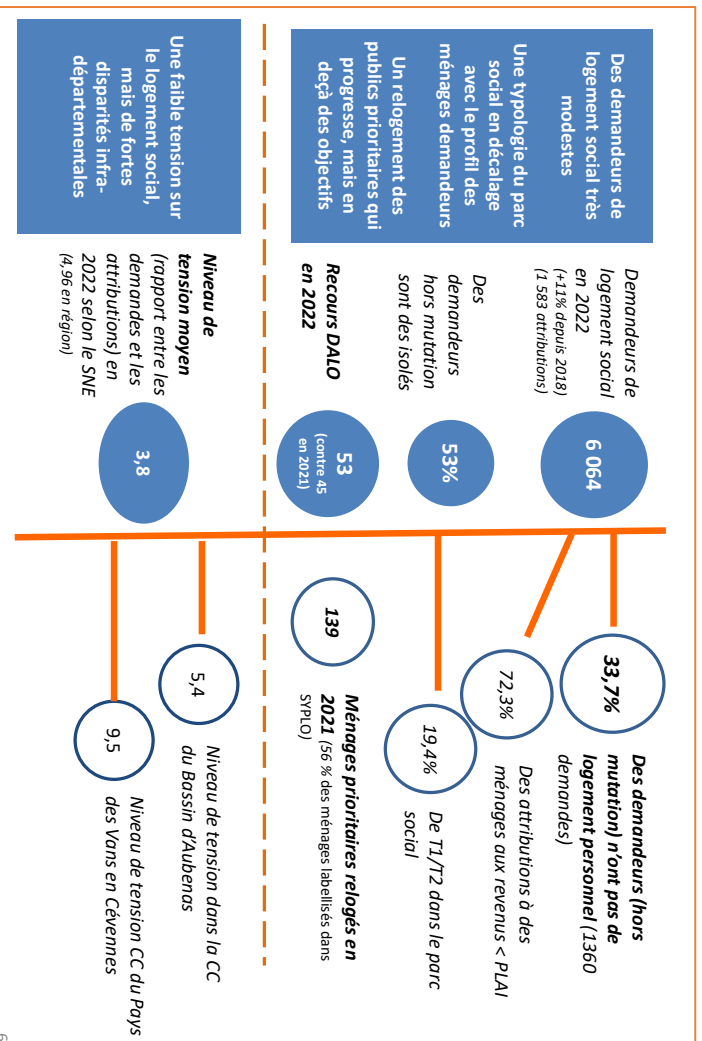 Des demandeurs de
logement social très
modestes
Une typologie du parc
social en décalage
avec le profil des
ménages demandeurs
Un relogement des
publics prioritaires qui
progresse, mais en
deçà des objectifs
Demandeurs de
logement social
en 2022
(+11% depuis 2018)
(1 583 attributions)
6 064
33,7%
Des demandeurs (hors
mutation) n’ont pas de
logement personnel (1360
demandes)
72,3%
Des attributions à des
ménages aux revenus < PLAI
Des
demandeurs
hors mutation
sont des isolés
53%
19,4%
De T1/T2 dans le parc
social
Recours DALO
en 2022
53
(contre 45
en 2021)
139
Ménages prioritaires relogés en
2021 (56 % des ménages labellisés dans
SYPLO)
Une faible tension sur
le logement social,
mais de fortes
disparités infra-
départementales
Niveau de
tension moyen
(rapport entre les
demandes et les
attributions) en
2022 selon le SNE
(4,96 en région)
3,8
5,4
Niveau de tension dans la CC
du Bassin d’Aubenas
9,5
Niveau de tension CC du Pays
des Vans en Cévennes